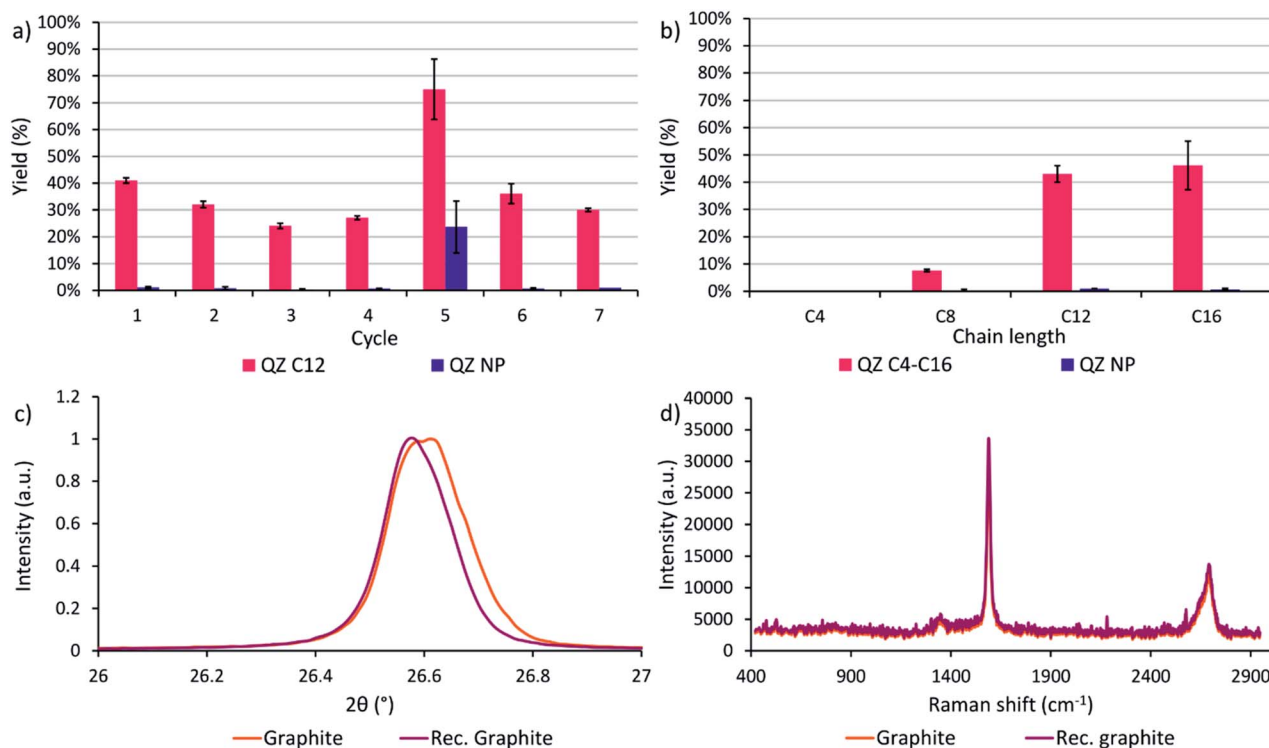 a)
Yield (%)
100%
90%
80%
70%
60%
50%
40%
30%
20%
10%
0%
1 2 3 4 5 6 7
Cycle
QZ C12 QZ NP
b)
Yield (%)
100%
90%
80%
70%
60%
50%
40%
30%
20%
10%
0%
C4 C8 C12 C16
Chain length
QZ C4-C16 QZ NP
c)
Intensity (a.u.)
1.2
1
0.8
0.6
0.4
0.2
0
26 26.2 26.4 26.6 26.8 27
2θ (°)
Graphite Rec. Graphite
d)
Intensity (a.u.)
40000
35000
30000
25000
20000
15000
10000
5000
0
400 900 1400 1900 2400 2900
Raman shift (cm⁻¹)
Graphite Rec. graphite